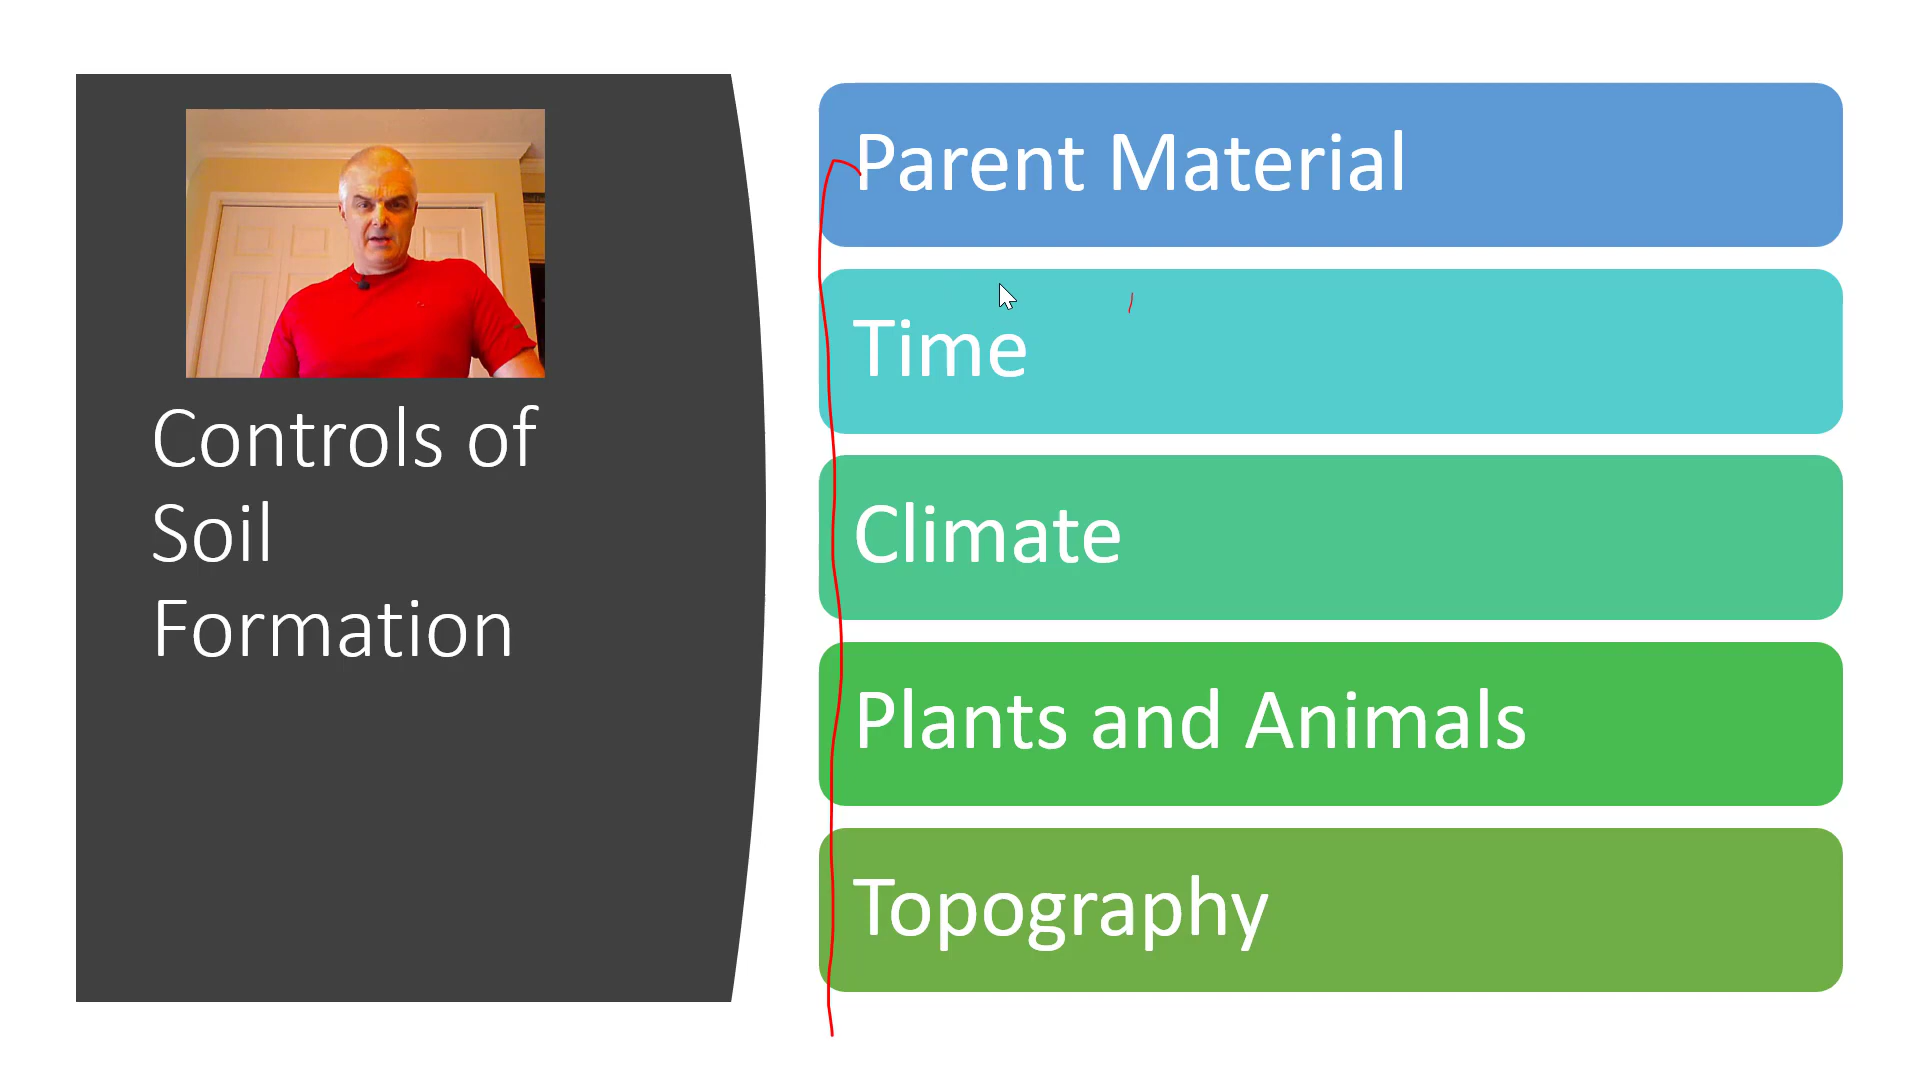 Controls of
Soil
Formation
Parent Material
Time
Climate
Plants and Animals
Topography